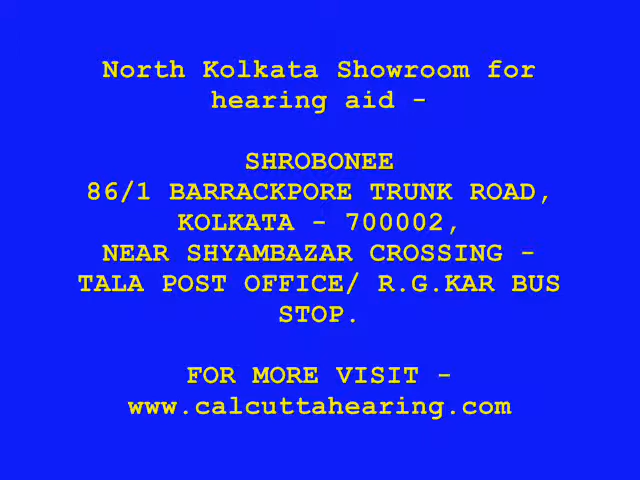 North Kolkata Showroom for
hearing aid -
SHROBONEE
86/1 BARRACKPORE TRUNK ROAD,
KOLKATA - 700002,
NEAR SHYAMBAZAR CROSSING -
TALA POST OFFICE/ R.G.KAR BUS
STOP.
FOR MORE VISIT -
www.calcuttahearing.com